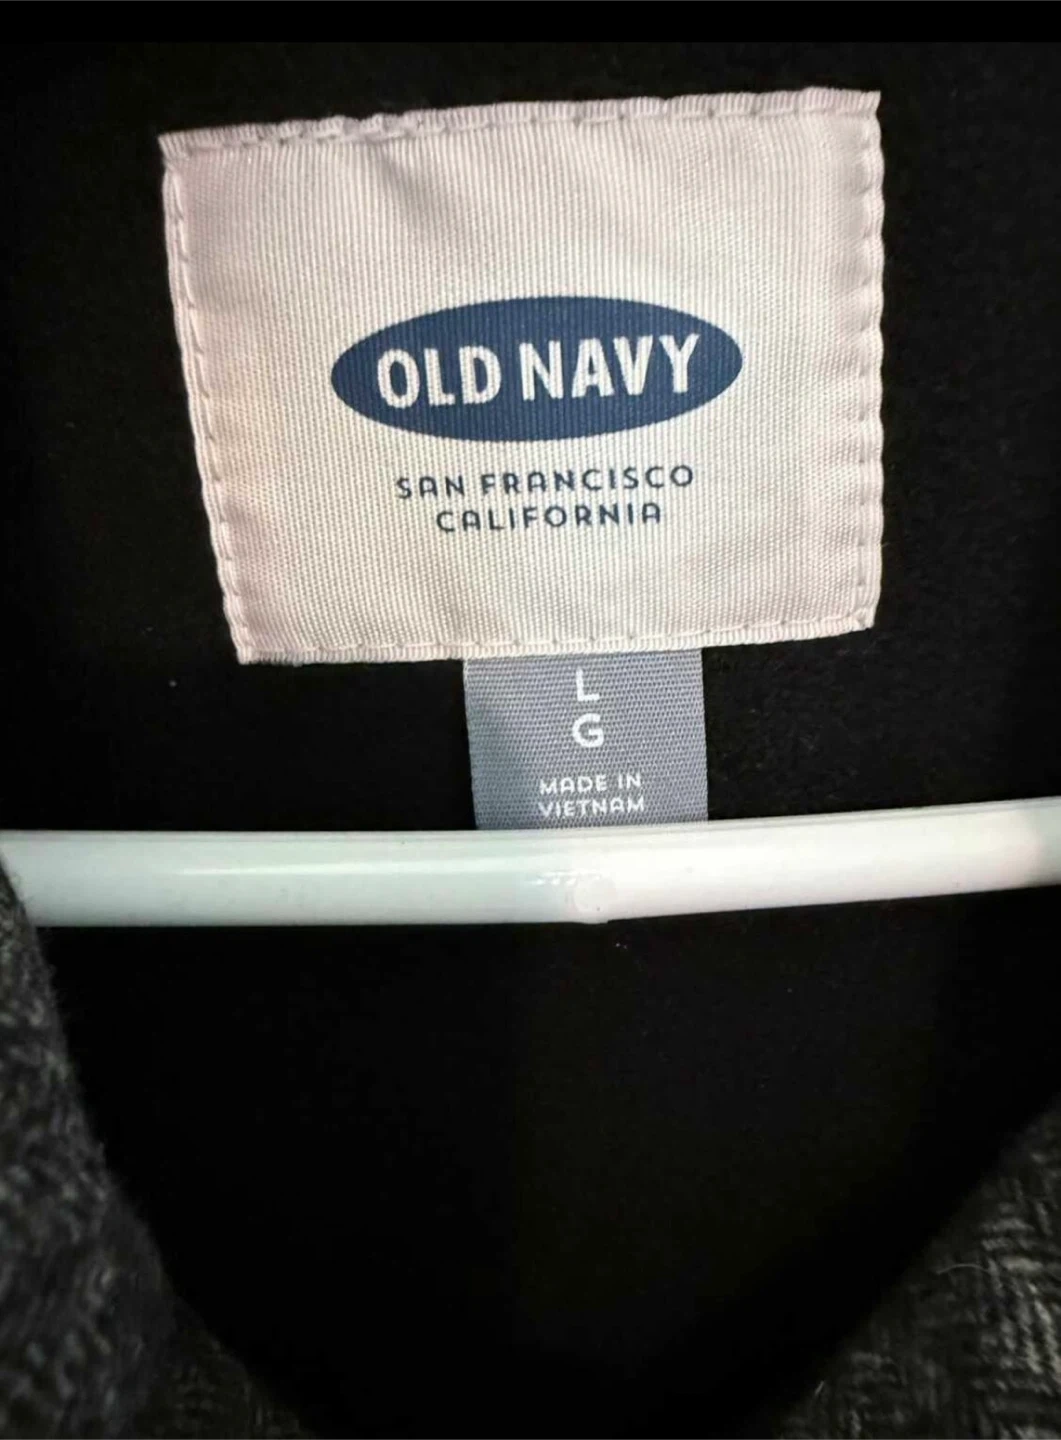 OLD NAVY
SAN FRANCISCO
CALIFORNIA
L
G
MADE IN
VIETNAM